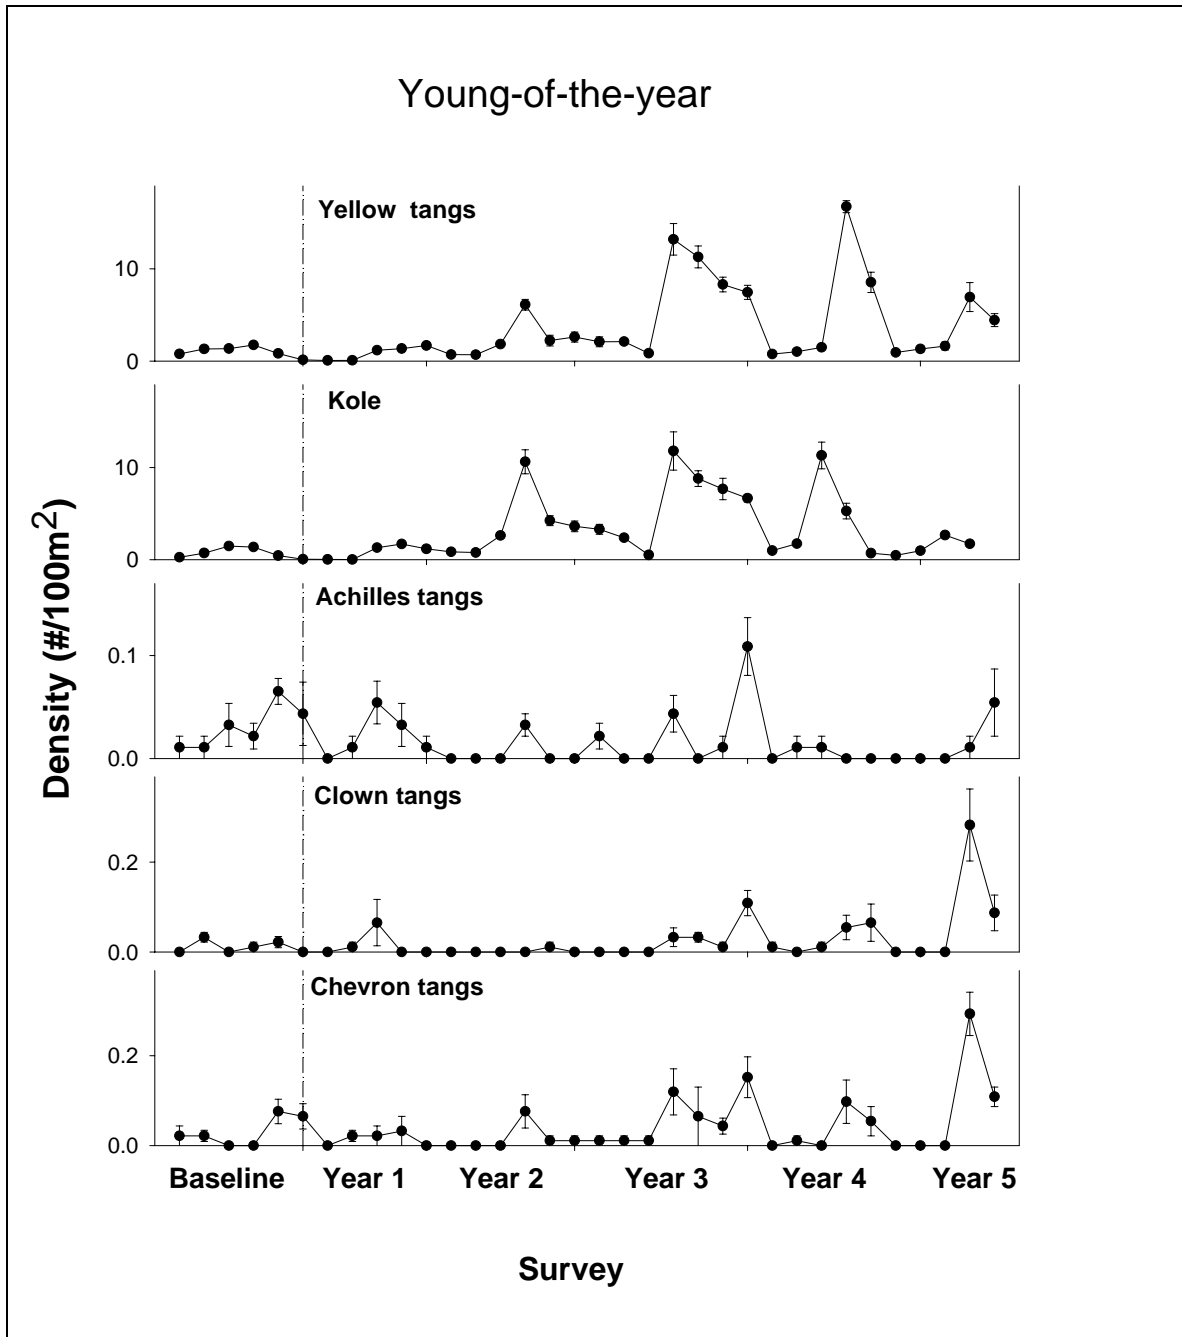 Young-of-the-year
Yellow tangs
10
0
Kole
10
0
Achilles tangs
0.1
0.0
Clown tangs
0.2
0.0
Chevron tangs
0.2
0.0
Density (#/100m²)
Baseline Year 1 Year 2 Year 3 Year 4 Year 5
Survey